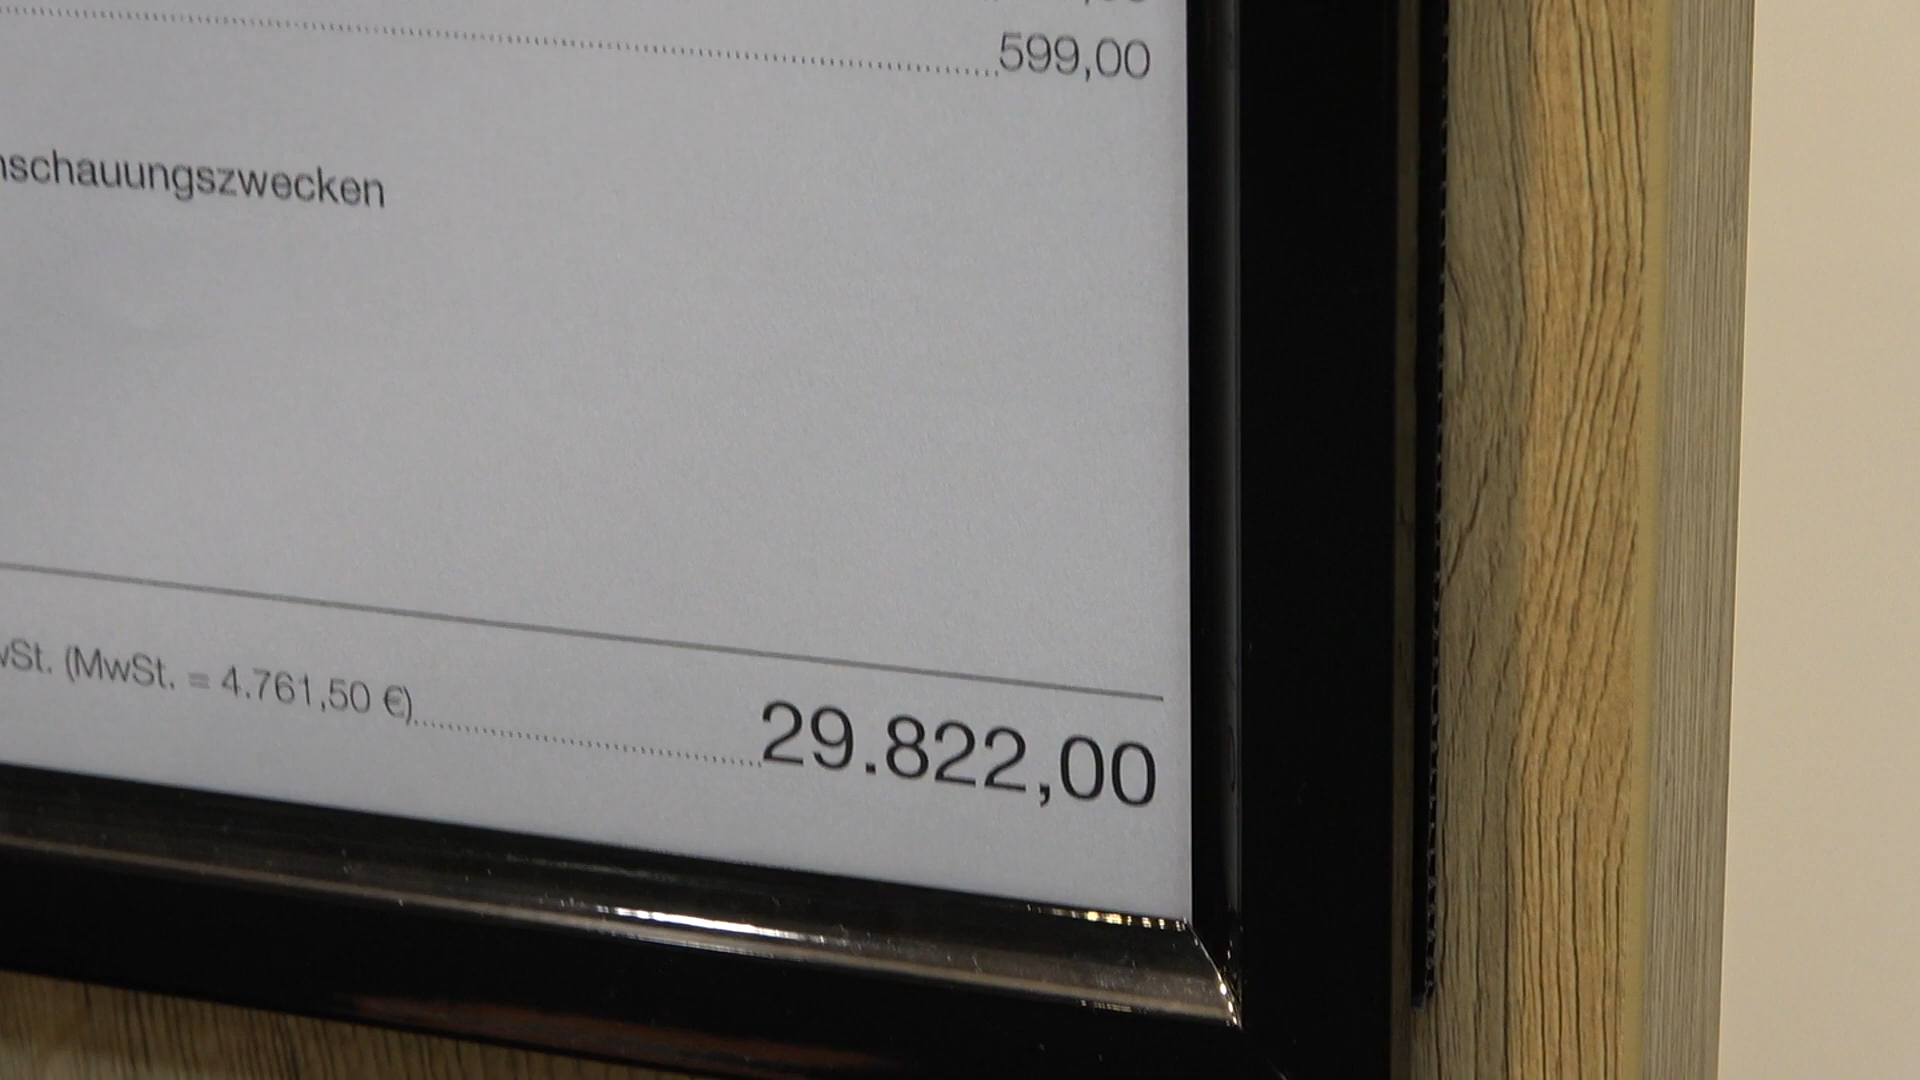 599,00
nschauungszwecken
wSt. (MwSt. = 4.761,50 €) 29.822,00